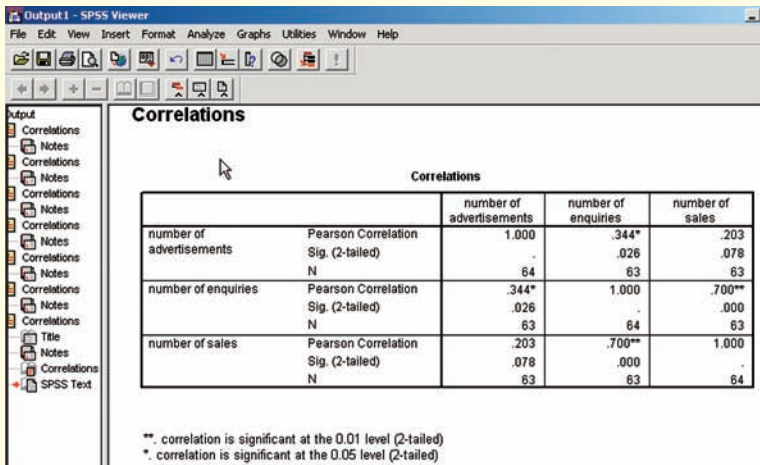 Output1 - SPSS Viewer
File Edit View Insert Format Analyze Graphs Utilities Window Help
utput
Correlations
Notes
Correlations
Notes
Correlations
Notes
Correlations
Notes
Correlations
Notes
Correlations
Notes
Correlations
Title
Notes
Correlations
SPSS Text
Correlations
Correlations
number of advertisements number of enquiries number of sales
number of advertisements Pearson Correlation 1.000 .344* .203
Sig. (2-tailed) . .026 .078
N 64 63 63
number of enquiries Pearson Correlation .344* 1.000 .700**
Sig. (2-tailed) .026 . .000
N 63 64 63
number of sales Pearson Correlation .203 .700** 1.000
Sig. (2-tailed) .078 .000 .
N 63 63 64
**. correlation is significant at the 0.01 level (2-tailed)
*. correlation is significant at the 0.05 level (2-tailed)